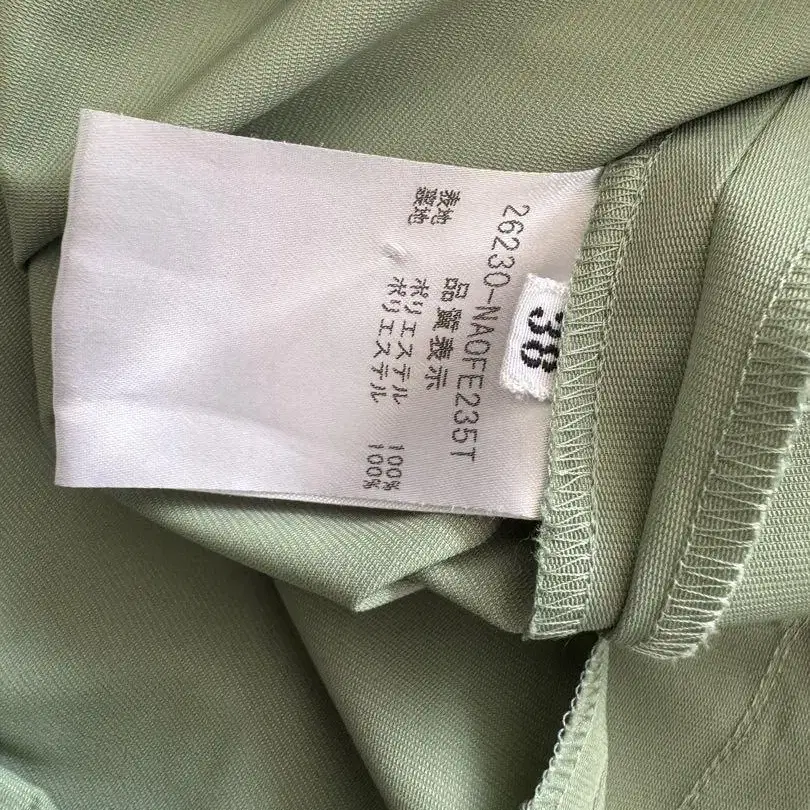 38
26230-NAOFE235T
品質表示
表地 ポリエステル 100%
裏地 ポリエステル 100%